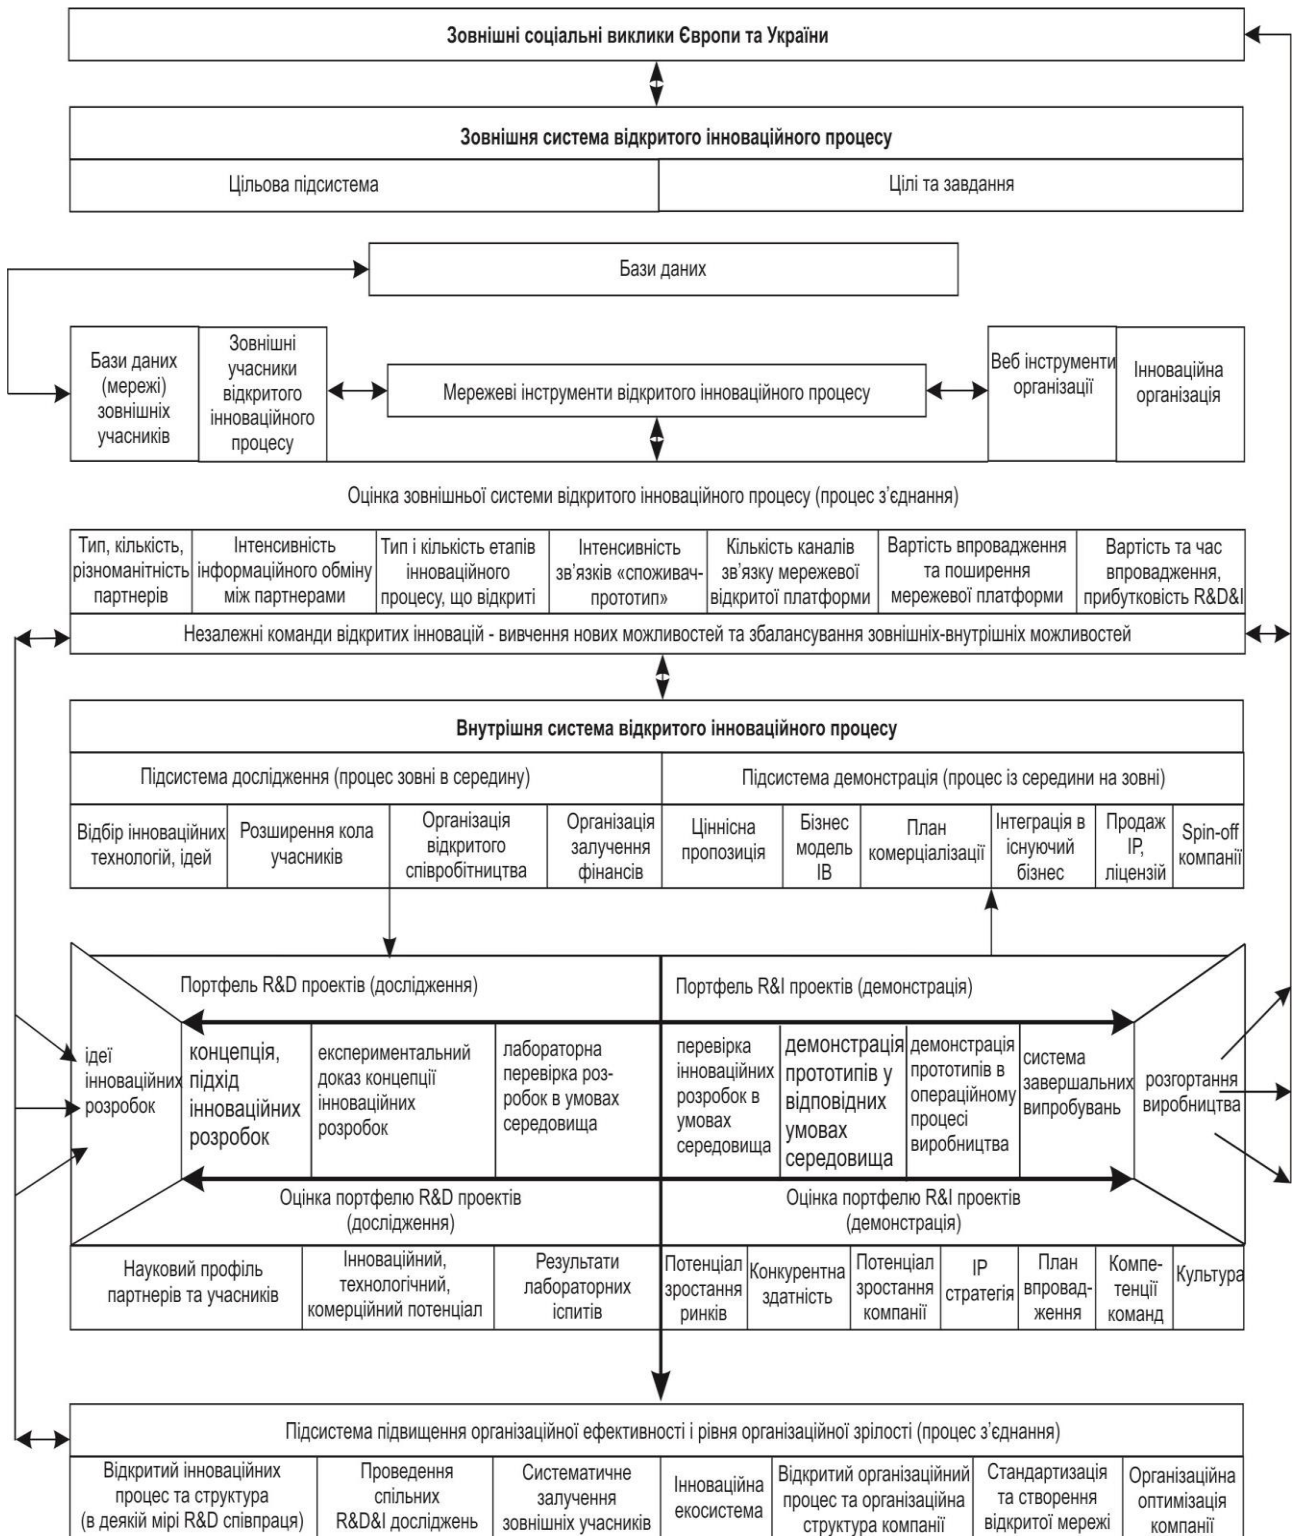 Зовнішні соціальні виклики Європи та України
Зовнішня система відкритого інноваційного процесу
Цільова підсистема
Цілі та завдання
Бази даних
Бази даних
(мережі)
зовнішніх
учасників
Зовнішні
учасники
відкритого
інноваційного
процесу
Мережеві інструменти відкритого інноваційного процесу
Веб інструменти
організації
Інноваційна
організація
Оцінка зовнішньої системи відкритого інноваційного процесу (процес з’єднання)
Тип, кількість,
різноманітність
партнерів
Інтенсивність
інформаційного обміну
між партнерами
Тип і кількість етапів
інноваційного
процесу, що відкриті
Інтенсивність
зв’язків «споживач-
прототип»
Кількість каналів
зв’язку мережевої
відкритої платформи
Вартість впровадження
та поширення
мережевої платформи
Вартість та час
впровадження,
прибутковість R&D&I
Незалежні команди відкритих інновацій - вивчення нових можливостей та збалансування зовнішніх-внутрішніх можливостей
Внутрішня система відкритого інноваційного процесу
Підсистема дослідження (процес зовні в середину)
Підсистема демонстрація (процес із середини на зовні)
Відбір інноваційних
технологій, ідей
Розширення кола
учасників
Організація
відкритого
співробітництва
Організація
залучення
фінансів
Ціннісна
пропозиція
Бізнес
модель
ІВ
План
комерціалізації
Інтеграція в
існуючий
бізнес
Продаж
ІР,
ліцензій
Spin-off
компанії
Портфель R&D проектів (дослідження)
Портфель R&I проектів (демонстрація)
ідеї
інноваційних
розробок
концепція,
підхід
інноваційних
розробок
експериментальний
доказ концепції
інноваційних
розробок
лабораторна
перевірка роз-
робок в умовах
середовища
перевірка
інноваційних
розробок в
умовах
середовища
демонстрація
прототипів у
відповідних
умовах
середовища
демонстрація
прототипів в
операційному
процесі
виробництва
система
завершальних
випробувань
розгортання
виробництва
Оцінка портфелю R&D проектів
(дослідження)
Оцінка портфелю R&I проектів
(демонстрація)
Науковий профіль
партнерів та учасників
Інноваційний,
технологічний,
комерційний потенціал
Результати
лабораторних
іспитів
Потенціал
зростання
ринків
Конкурентна
здатність
Потенціал
зростання
компанії
ІР
стратегія
План
впровад-
ження
Компе-
тенції
команд
Культура
Підсистема підвищення організаційної ефективності і рівня організаційної зрілості (процес з’єднання)
Відкритий інноваційних
процес та структура
(в деякій мірі R&D співпраця)
Проведення
спільних
R&D&I досліджень
Систематичне
залучення
зовнішніх учасників
Інноваційна
екосистема
Відкритий організаційний
процес та організаційна
структура компанії
Стандартизація
та створення
відкритої мережі
Організаційна
оптимізація
компанії